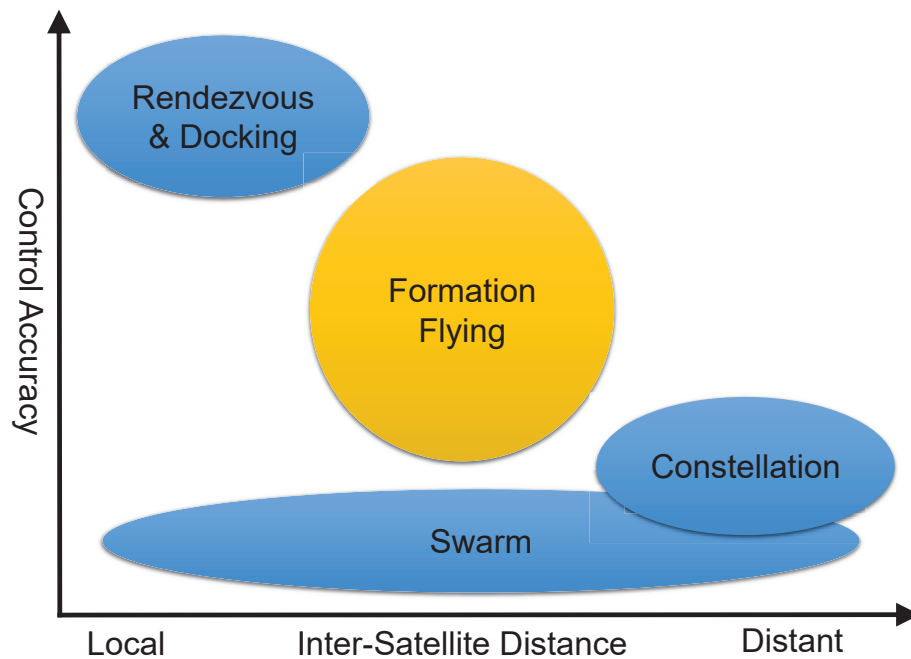 Rendezvous
& Docking
Control Accuracy
Formation
Flying
Constellation
Swarm
Local
Inter-Satellite Distance
Distant